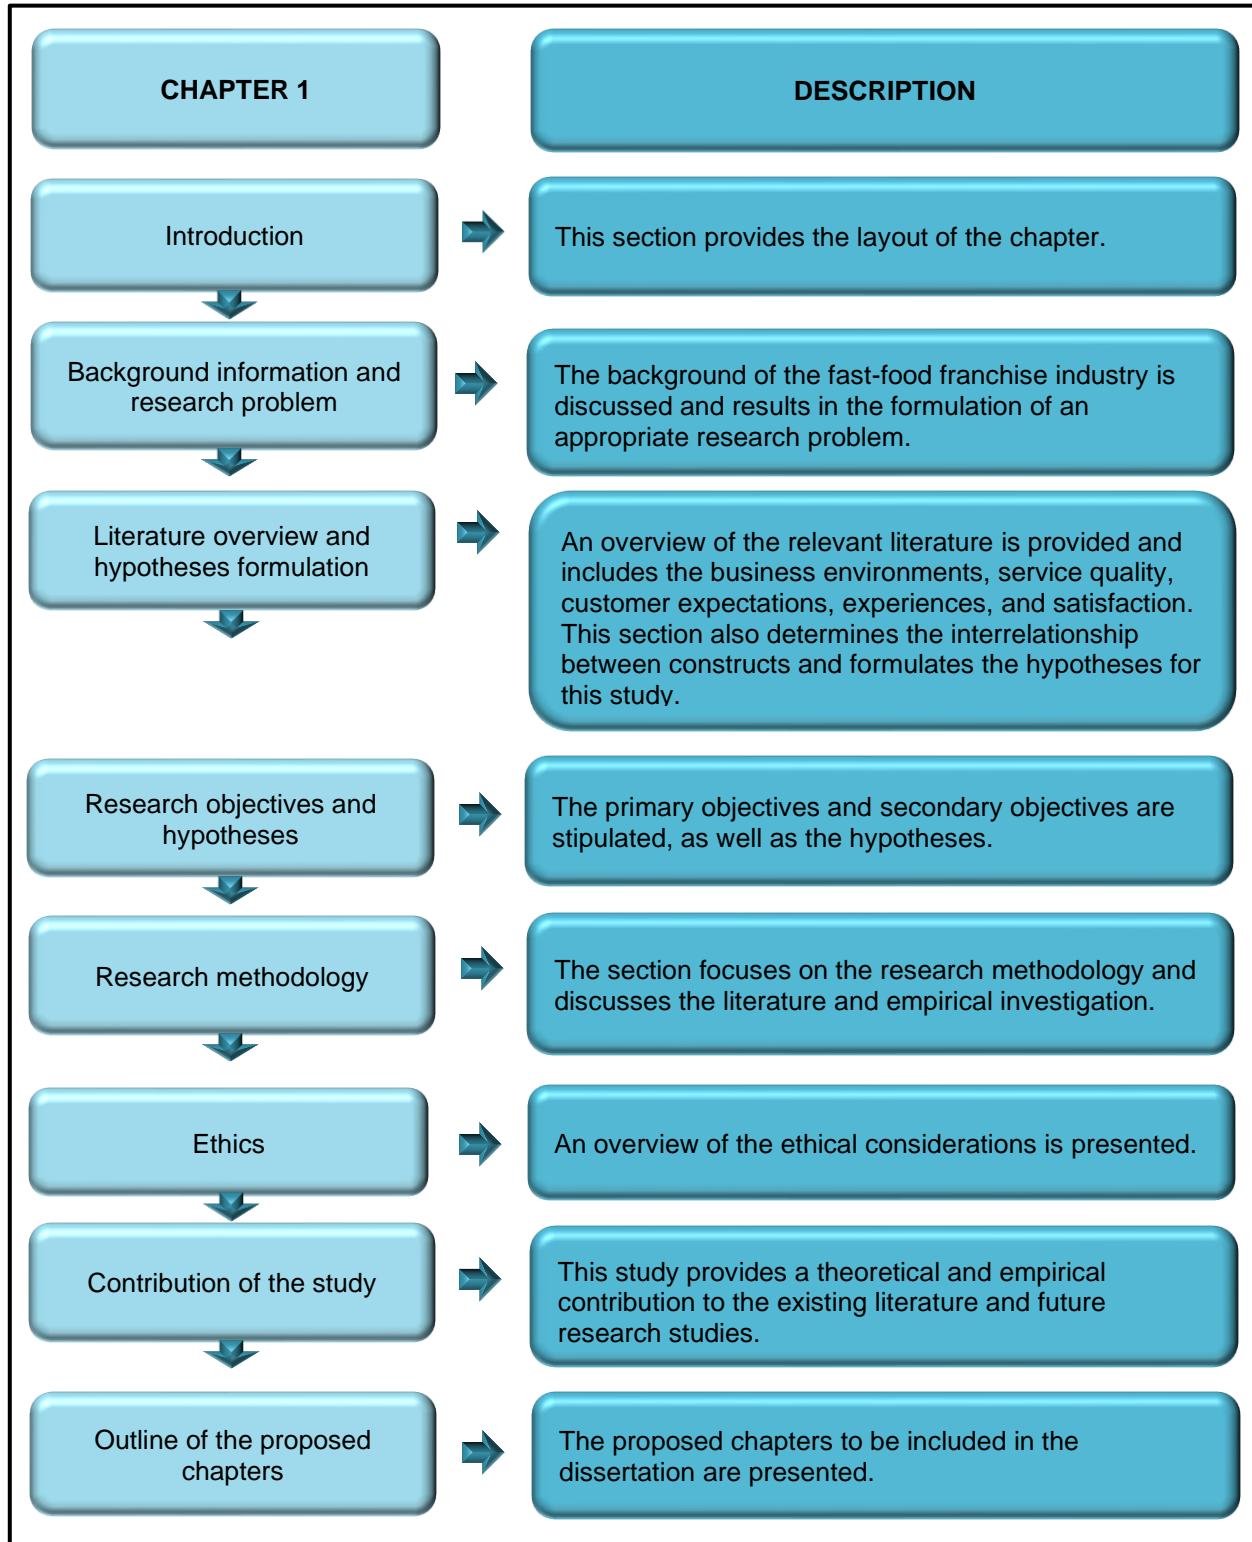 CHAPTER 1
DESCRIPTION
Introduction
This section provides the layout of the chapter.
Background information and
research problem
The background of the fast-food franchise industry is
discussed and results in the formulation of an
appropriate research problem.
Literature overview and
hypotheses formulation
An overview of the relevant literature is provided and
includes the business environments, service quality,
customer expectations, experiences, and satisfaction.
This section also determines the interrelationship
between constructs and formulates the hypotheses for
this study.
Research objectives and
hypotheses
The primary objectives and secondary objectives are
stipulated, as well as the hypotheses.
Research methodology
The section focuses on the research methodology and
discusses the literature and empirical investigation.
Ethics
An overview of the ethical considerations is presented.
Contribution of the study
This study provides a theoretical and empirical
contribution to the existing literature and future
research studies.
Outline of the proposed
chapters
The proposed chapters to be included in the
dissertation are presented.